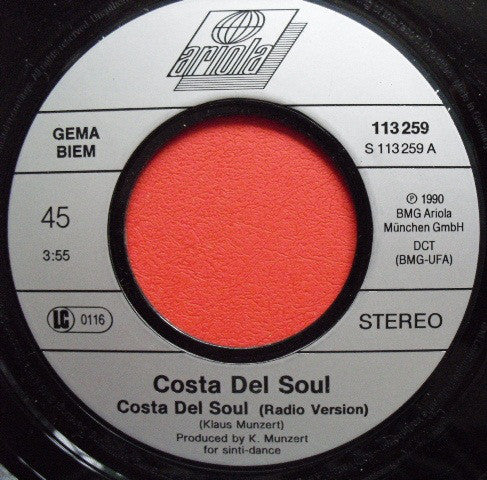 ariola
GEMA
BIEM
113 259
S 113 259 A
45
3:55
℗ 1990
BMG Ariola
München GmbH
DCT
(BMG-UFA)
LC 0116
STEREO
Costa Del Soul
Costa Del Soul (Radio Version)
(Klaus Munzert)
Produced by K. Munzert
for sinti-dance